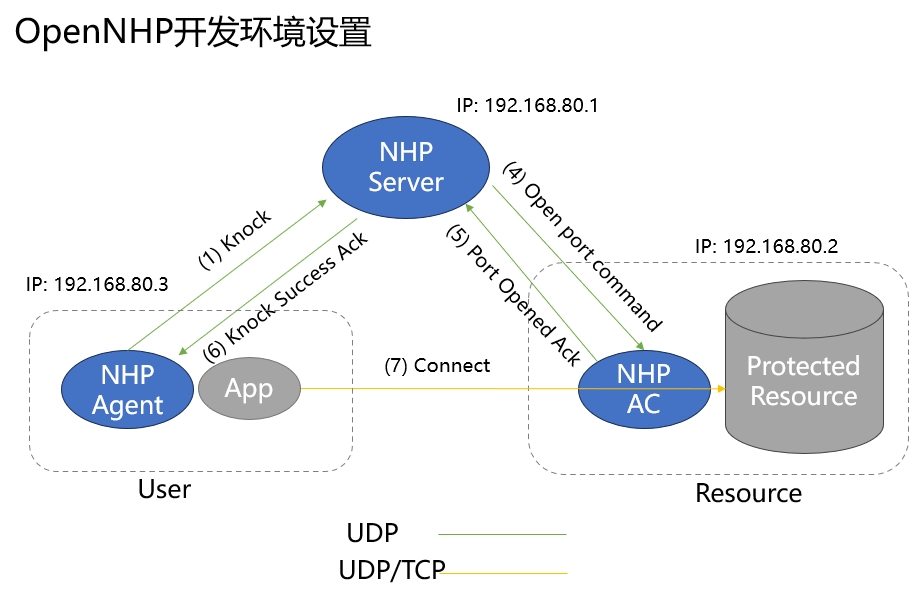 OpenNHP开发环境设置
IP: 192.168.80.1
NHP
Server
(1) Knock
(6) Knock Success Ack
(4) Open port command
(5) Port Opened Ack
IP: 192.168.80.3
IP: 192.168.80.2
NHP
Agent
App
(7) Connect
NHP
AC
Protected
Resource
User
Resource
UDP
UDP/TCP